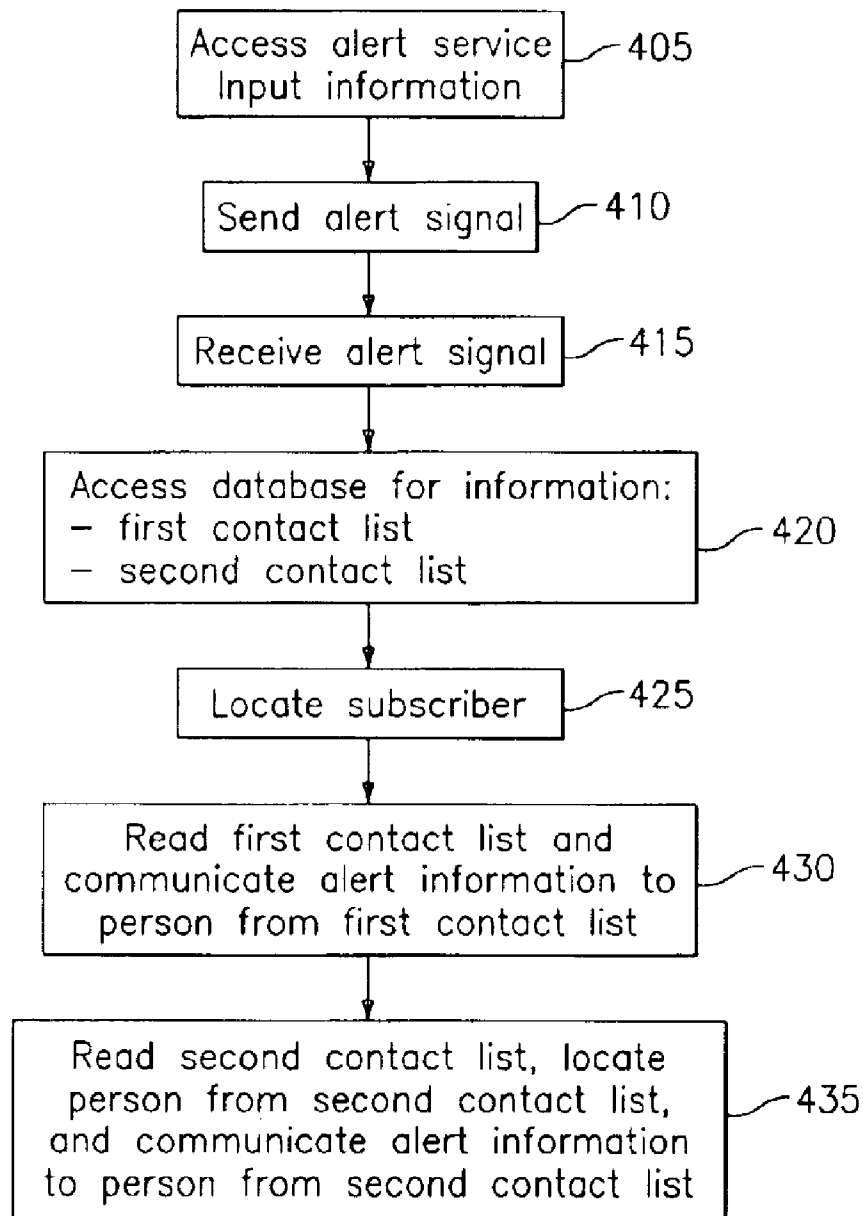 Access alert service
Input information
405
Send alert signal
410
Receive alert signal
415
Access database for information:
– first contact list
– second contact list
420
Locate subscriber
425
Read first contact list and
communicate alert information to
person from first contact list
430
Read second contact list, locate
person from second contact list,
and communicate alert information
to person from second contact list
435